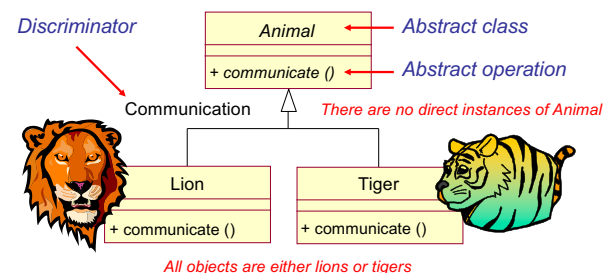 Discriminator
Animal
Abstract class
+ communicate ()
Abstract operation
Communication
There are no direct instances of Animal
Lion
Tiger
+ communicate ()
+ communicate ()
All objects are either lions or tigers